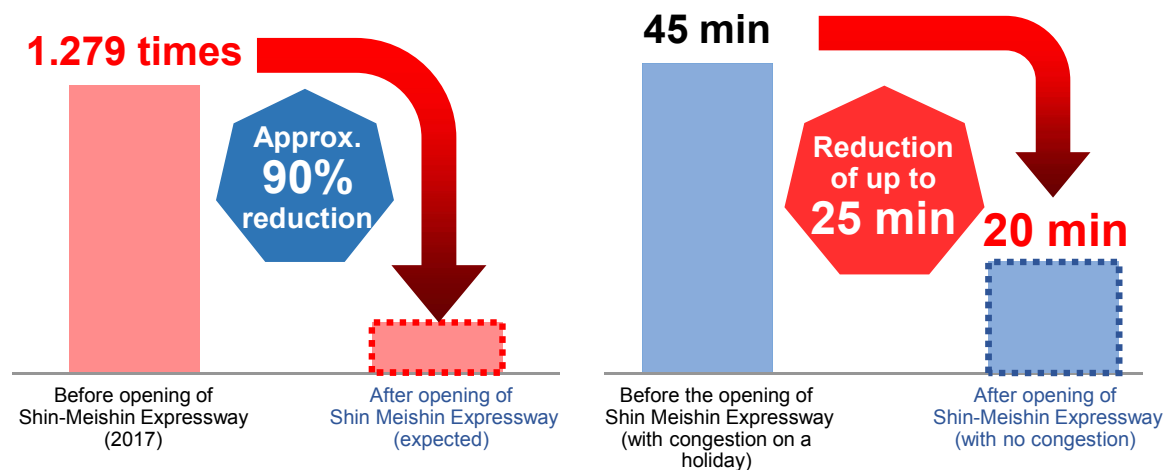 1.279 times
Approx.
90%
reduction
Before opening of
Shin-Meishin Expressway
(2017)
After opening of
Shin Meishin Expressway
(expected)
45 min
Reduction
of up to
25 min
20 min
Before the opening of
Shin Meishin Expressway
(with congestion on a
holiday)
After opening of
Shin-Meishin Expressway
(with no congestion)